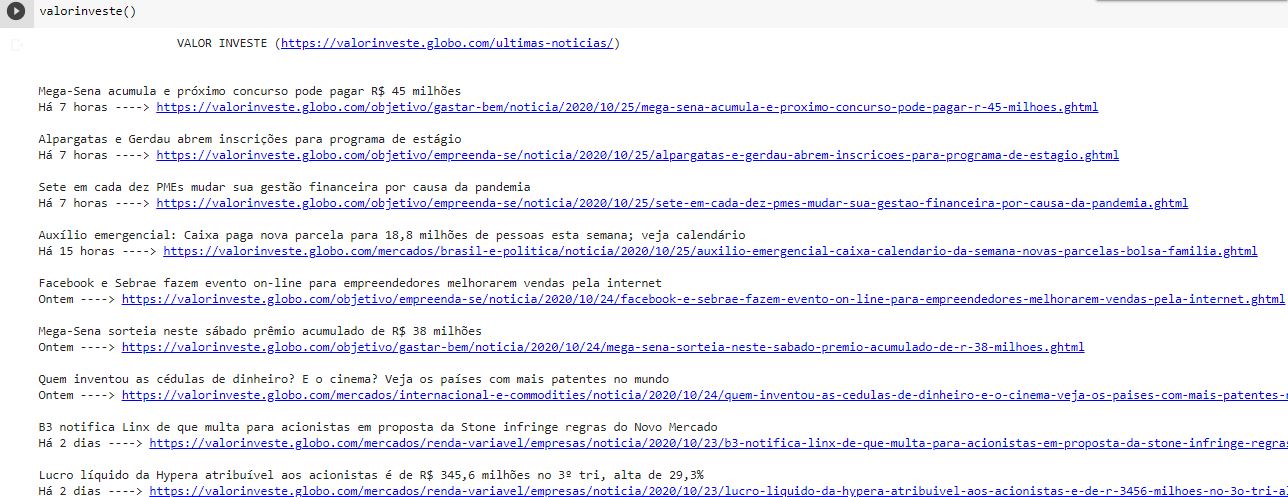 valorinveste()
VALOR INVESTE (https://valorinveste.globo.com/ultimas-noticias/)
Mega-Sena acumula e próximo concurso pode pagar R$ 45 milhões
Há 7 horas ----> https://valorinveste.globo.com/objetivo/gastar-bem/noticia/2020/10/25/mega-sena-acumula-e-proximo-concurso-pode-pagar-r-45-milhoes.ghtml
Alpargatas e Gerdau abrem inscrições para programa de estágio
Há 7 horas ----> https://valorinveste.globo.com/objetivo/empreenda-se/noticia/2020/10/25/alpargatas-e-gerdau-abrem-inscricoes-para-programa-de-estagio.ghtml
Sete em cada dez PMEs mudar sua gestão financeira por causa da pandemia
Há 7 horas ----> https://valorinveste.globo.com/objetivo/empreenda-se/noticia/2020/10/25/sete-em-cada-dez-pmes-mudar-sua-gestao-financeira-por-causa-da-pandemia.ghtml
Auxílio emergencial: Caixa paga nova parcela para 18,8 milhões de pessoas esta semana; veja calendário
Há 15 horas ----> https://valorinveste.globo.com/mercados/brasil-e-politica/noticia/2020/10/25/auxilio-emergencial-caixa-calendario-da-semana-novas-parcelas-bolsa-familia.ghtml
Facebook e Sebrae fazem evento on-line para empreendedores melhorarem vendas pela internet
Ontem ----> https://valorinveste.globo.com/objetivo/empreenda-se/noticia/2020/10/24/facebook-e-sebrae-fazem-evento-on-line-para-empreendedores-melhorarem-vendas-pela-internet.ghtml
Mega-Sena sorteia neste sábado prêmio acumulado de R$ 38 milhões
Ontem ----> https://valorinveste.globo.com/objetivo/gastar-bem/noticia/2020/10/24/mega-sena-sorteia-neste-sabado-premio-acumulado-de-r-38-milhoes.ghtml
Quem inventou as cédulas de dinheiro? E o cinema? Veja os países com mais patentes no mundo
Ontem ----> https://valorinveste.globo.com/mercados/internacional-e-commodities/noticia/2020/10/24/quem-inventou-as-cedulas-de-dinheiro-e-o-cinema-veja-os-paises-com-mais-patentes-
B3 notifica Linx de que multa para acionistas em proposta da Stone infringe regras do Novo Mercado
Há 2 dias ----> https://valorinveste.globo.com/mercados/renda-variavel/empresas/noticia/2020/10/23/b3-notifica-linx-de-que-multa-para-acionistas-em-proposta-da-stone-infringe-regras
Lucro líquido da Hypera atribuível aos acionistas é de R$ 345,6 milhões no 3º tri, alta de 29,3%
Há 2 dias ----> https://valorinveste.globo.com/mercados/renda-variavel/empresas/noticia/2020/10/23/lucro-liquido-da-hypera-atribuivel-aos-acionistas-e-de-r-3456-milhoes-no-3o-tri-a